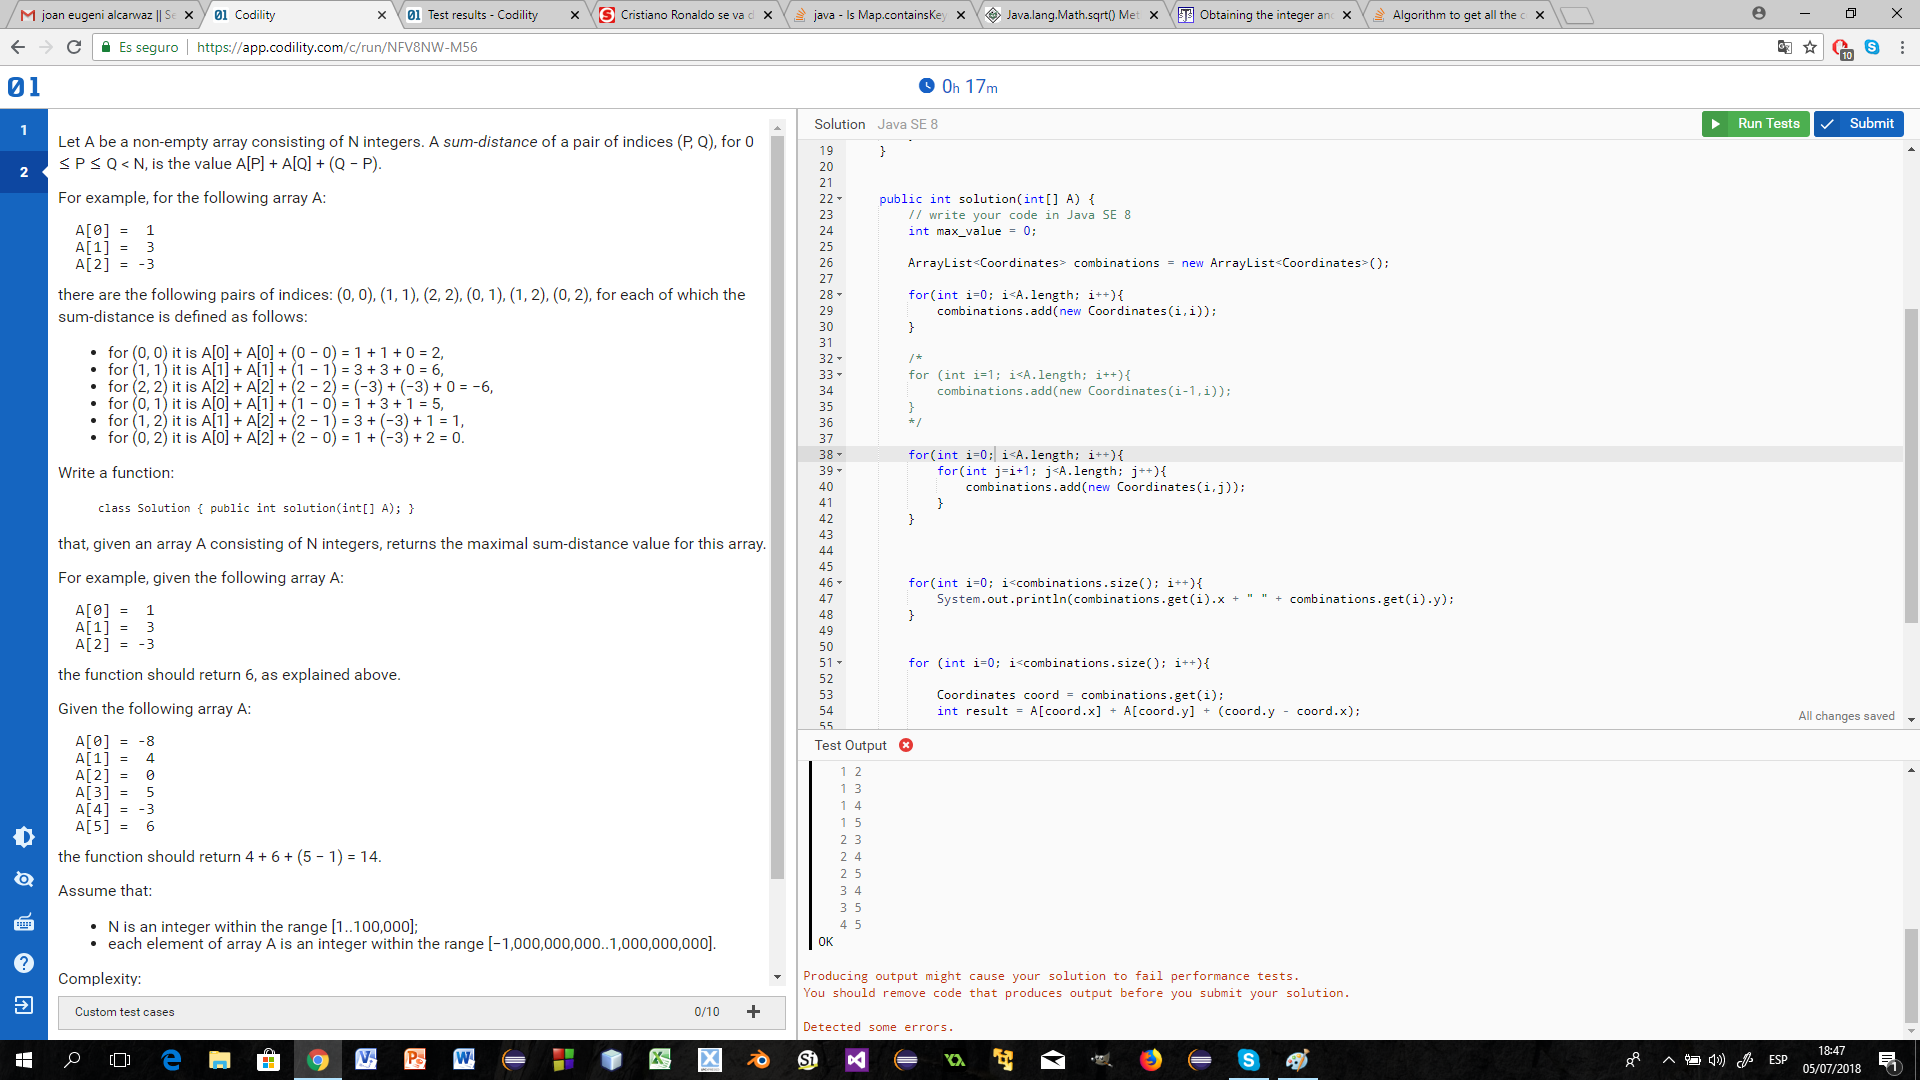 joan eugeni alcarwaz || Se
Codility
Test results - Codility
Cristiano Ronaldo se va d
java - Is Map.containsKey
Java.lang.Math.sqrt() Met
Obtaining the integer an
Algorithm to get all the c
Es seguro | https://app.codility.com/c/run/NFV8NW-M56
10
01
0h 17m
1
2
Let A be a non-empty array consisting of N integers. A sum-distance of a pair of indices (P, Q), for 0
≤ P ≤ Q < N, is the value A[P] + A[Q] + (Q − P).
For example, for the following array A:
A[0] = 1
A[1] = 3
A[2] = -3
there are the following pairs of indices: (0, 0), (1, 1), (2, 2), (0, 1), (1, 2), (0, 2), for each of which the
sum-distance is defined as follows:
• for (0, 0) it is A[0] + A[0] + (0 − 0) = 1 + 1 + 0 = 2,
• for (1, 1) it is A[1] + A[1] + (1 − 1) = 3 + 3 + 0 = 6,
• for (2, 2) it is A[2] + A[2] + (2 − 2) = (−3) + (−3) + 0 = −6,
• for (0, 1) it is A[0] + A[1] + (1 − 0) = 1 + 3 + 1 = 5,
• for (1, 2) it is A[1] + A[2] + (2 − 1) = 3 + (−3) + 1 = 1,
• for (0, 2) it is A[0] + A[2] + (2 − 0) = 1 + (−3) + 2 = 0.
Write a function:
class Solution { public int solution(int[] A); }
that, given an array A consisting of N integers, returns the maximal sum-distance value for this array.
For example, given the following array A:
A[0] = 1
A[1] = 3
A[2] = -3
the function should return 6, as explained above.
Given the following array A:
A[0] = -8
A[1] = 4
A[2] = 0
A[3] = 5
A[4] = -3
A[5] = 6
the function should return 4 + 6 + (5 − 1) = 14.
Assume that:
• N is an integer within the range [1..100,000];
• each element of array A is an integer within the range [−1,000,000,000..1,000,000,000].
Complexity:
Custom test cases 0/10 +
Solution Java SE 8
Run Tests
Submit
19 }
20
21
22 public int solution(int[] A) {
23 // write your code in Java SE 8
24 int max_value = 0;
25
26 ArrayList<Coordinates> combinations = new ArrayList<Coordinates>();
27
28 for(int i=0; i<A.length; i++){
29 combinations.add(new Coordinates(i,i));
30 }
31
32 /*
33 for (int i=1; i<A.length; i++){
34 combinations.add(new Coordinates(i-1,i));
35 }
36 */
37
38 for(int i=0; i<A.length; i++){
39 for(int j=i+1; j<A.length; j++){
40 combinations.add(new Coordinates(i,j));
41 }
42 }
43
44
45
46 for(int i=0; i<combinations.size(); i++){
47 System.out.println(combinations.get(i).x + " " + combinations.get(i).y);
48 }
49
50
51 for (int i=0; i<combinations.size(); i++){
52
53 Coordinates coord = combinations.get(i);
54 int result = A[coord.x] + A[coord.y] + (coord.y - coord.x);
55
All changes saved
Test Output
1 2
1 3
1 4
1 5
2 3
2 4
2 5
3 4
3 5
4 5
OK
Producing output might cause your solution to fail performance tests.
You should remove code that produces output before you submit your solution.
Detected some errors.
ESP
18:47
05/07/2018
1